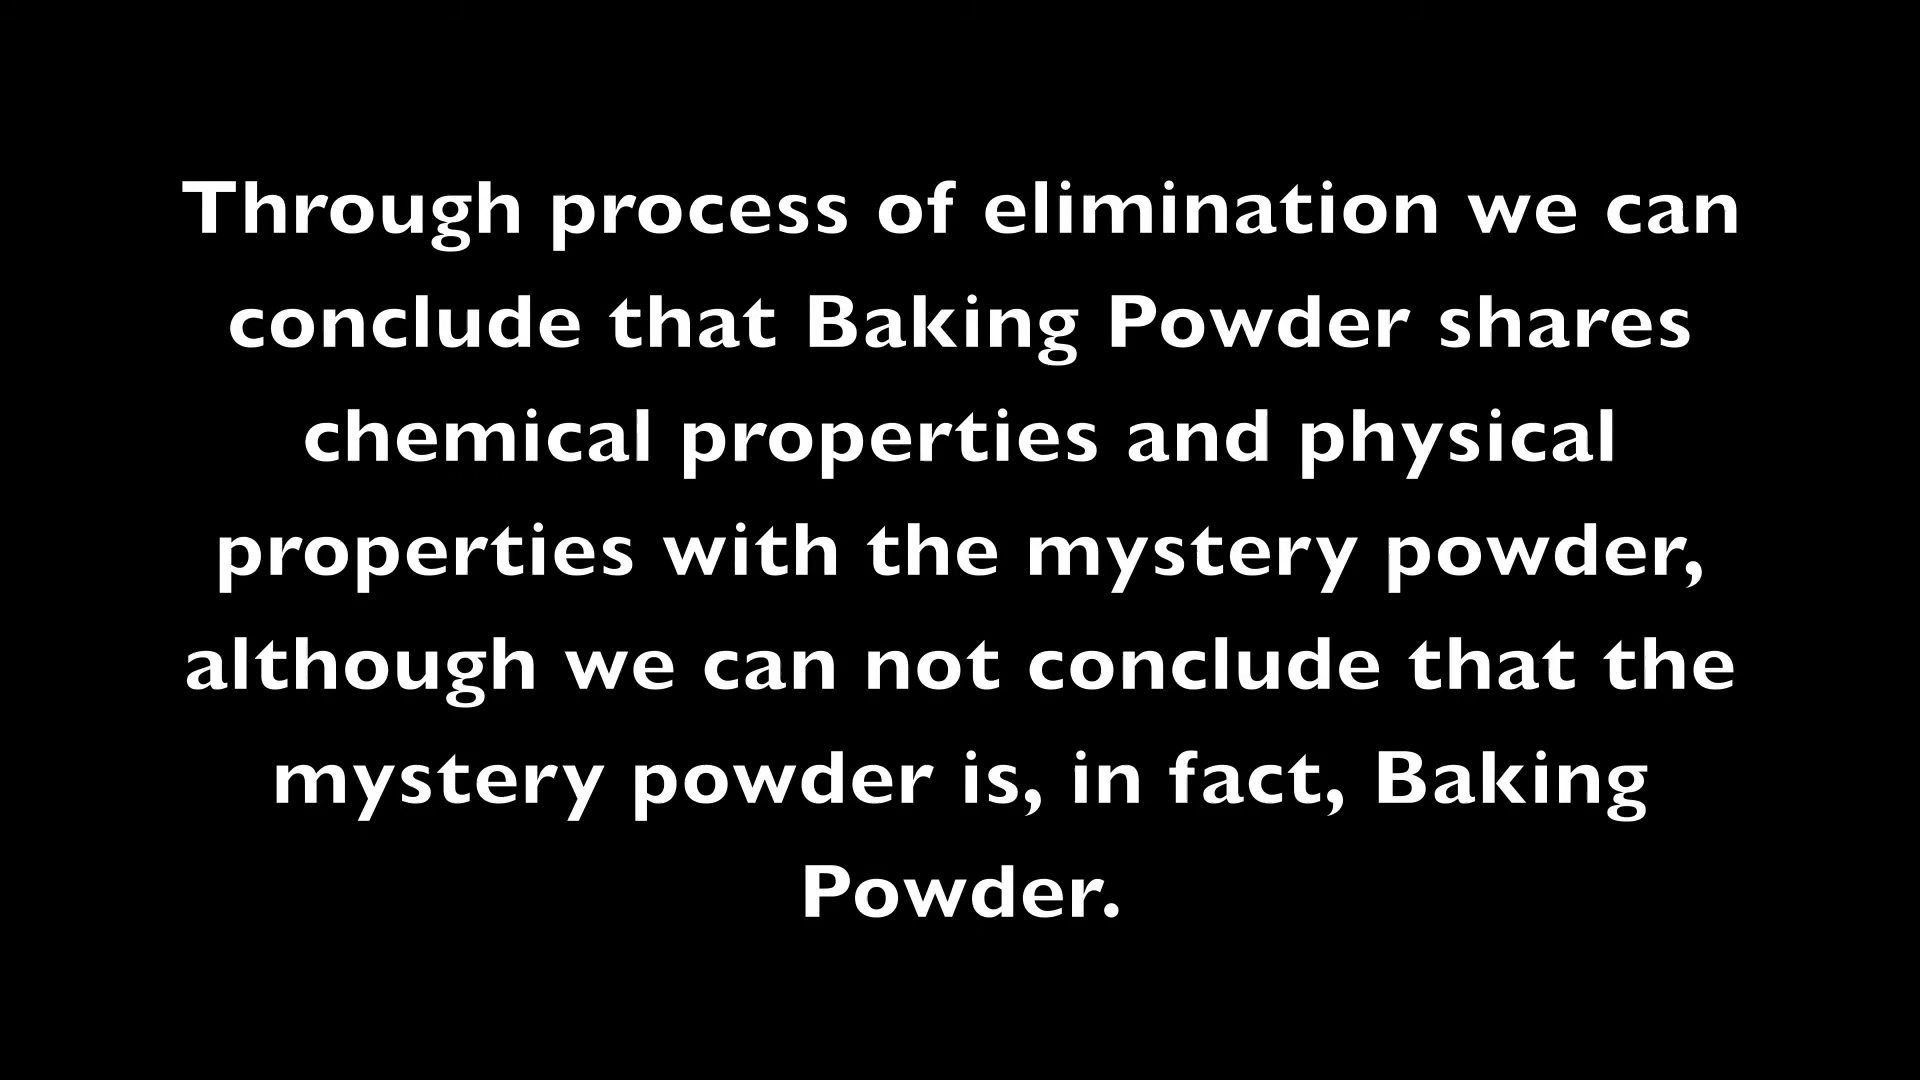 Through process of elimination we can
conclude that Baking Powder shares
chemical properties and physical
properties with the mystery powder,
although we can not conclude that the
mystery powder is, in fact, Baking
Powder.